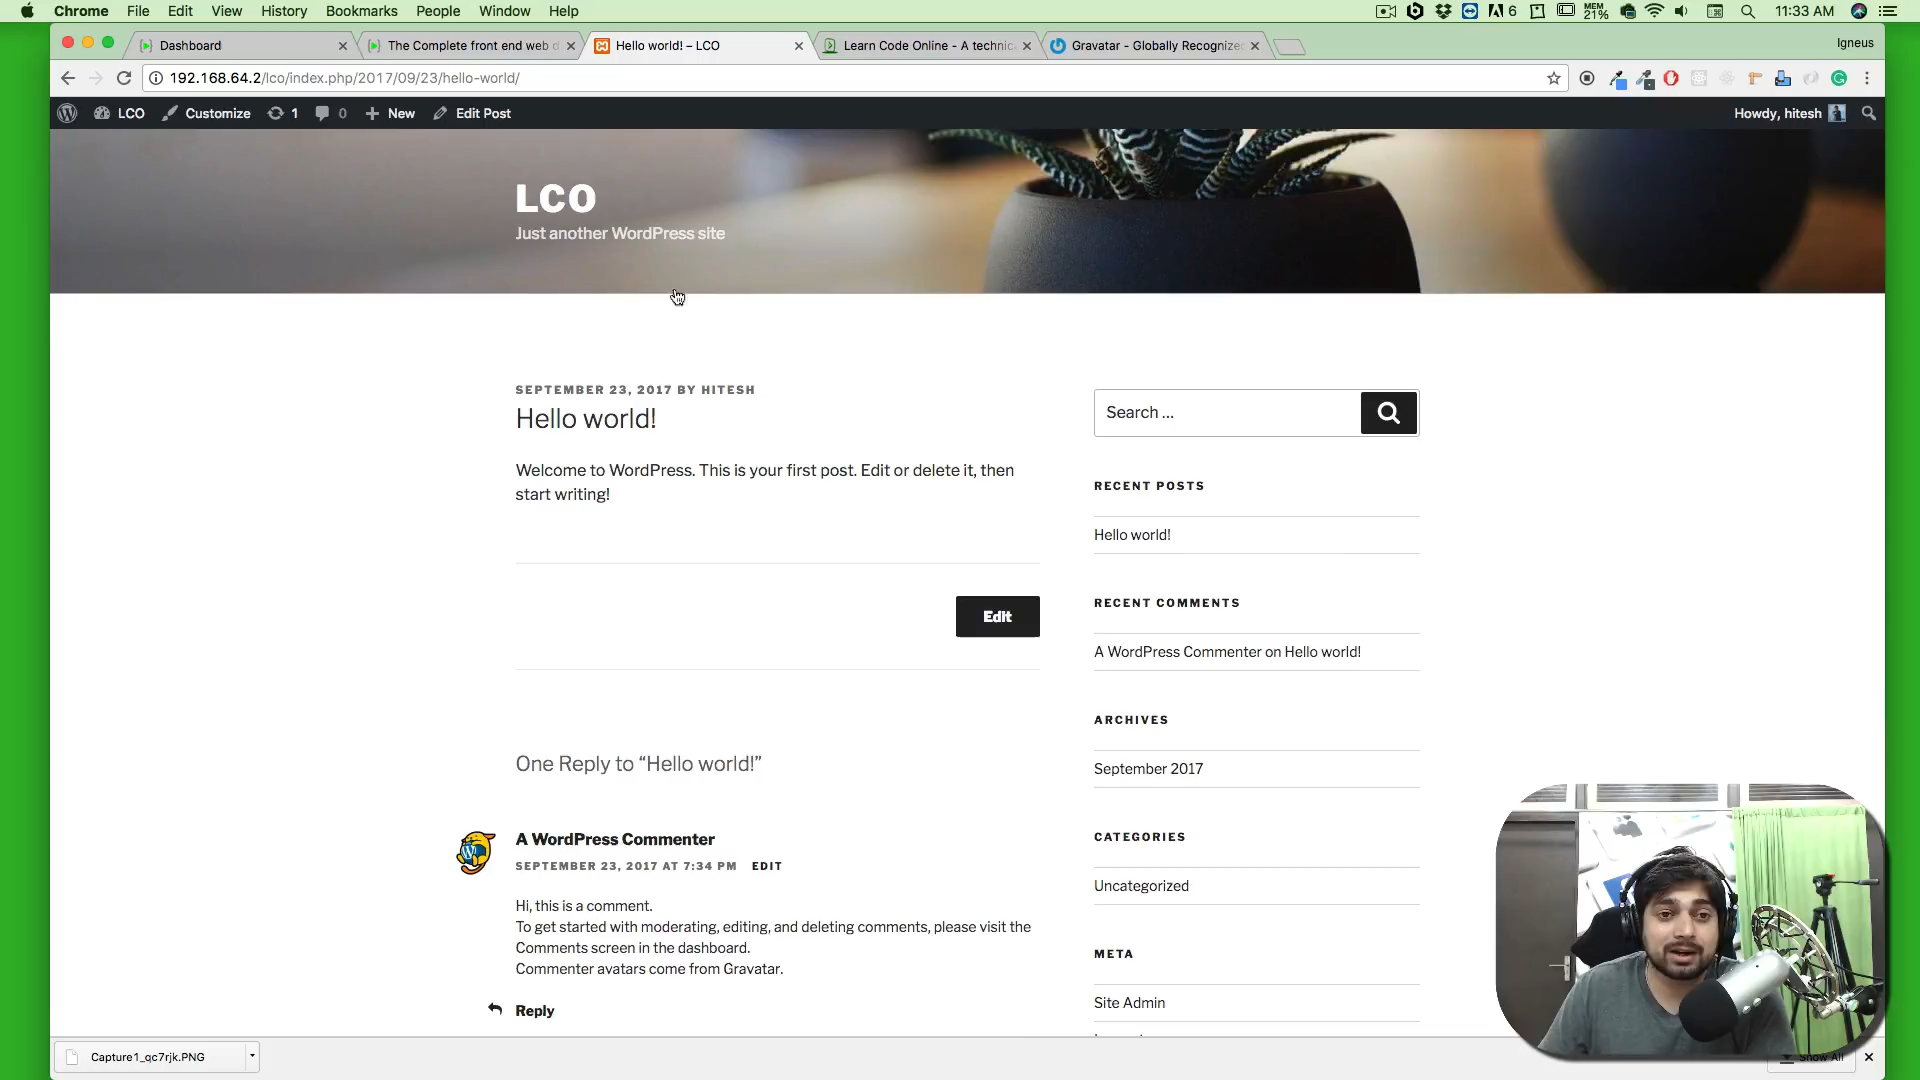 Chrome File Edit View History Bookmarks People Window Help
6 MEM 21% 11:33 AM
Dashboard
The Complete front end web d
Hello world! – LCO
Learn Code Online - A technic
Gravatar - Globally Recognize
Igneus
192.168.64.2/lco/index.php/2017/09/23/hello-world/
LCO Customize 1 0 New Edit Post Howdy, hitesh
LCO
Just another WordPress site
SEPTEMBER 23, 2017 BY HITESH
Hello world!
Welcome to WordPress. This is your first post. Edit or delete it, then
start writing!
Edit
One Reply to “Hello world!”
A WordPress Commenter
SEPTEMBER 23, 2017 AT 7:34 PM EDIT
Hi, this is a comment.
To get started with moderating, editing, and deleting comments, please visit the
Comments screen in the dashboard.
Commenter avatars come from Gravatar.
Reply
Search ...
RECENT POSTS
Hello world!
RECENT COMMENTS
A WordPress Commenter on Hello world!
ARCHIVES
September 2017
CATEGORIES
Uncategorized
META
Site Admin
Capture1_qc7rjk.PNG
Show All